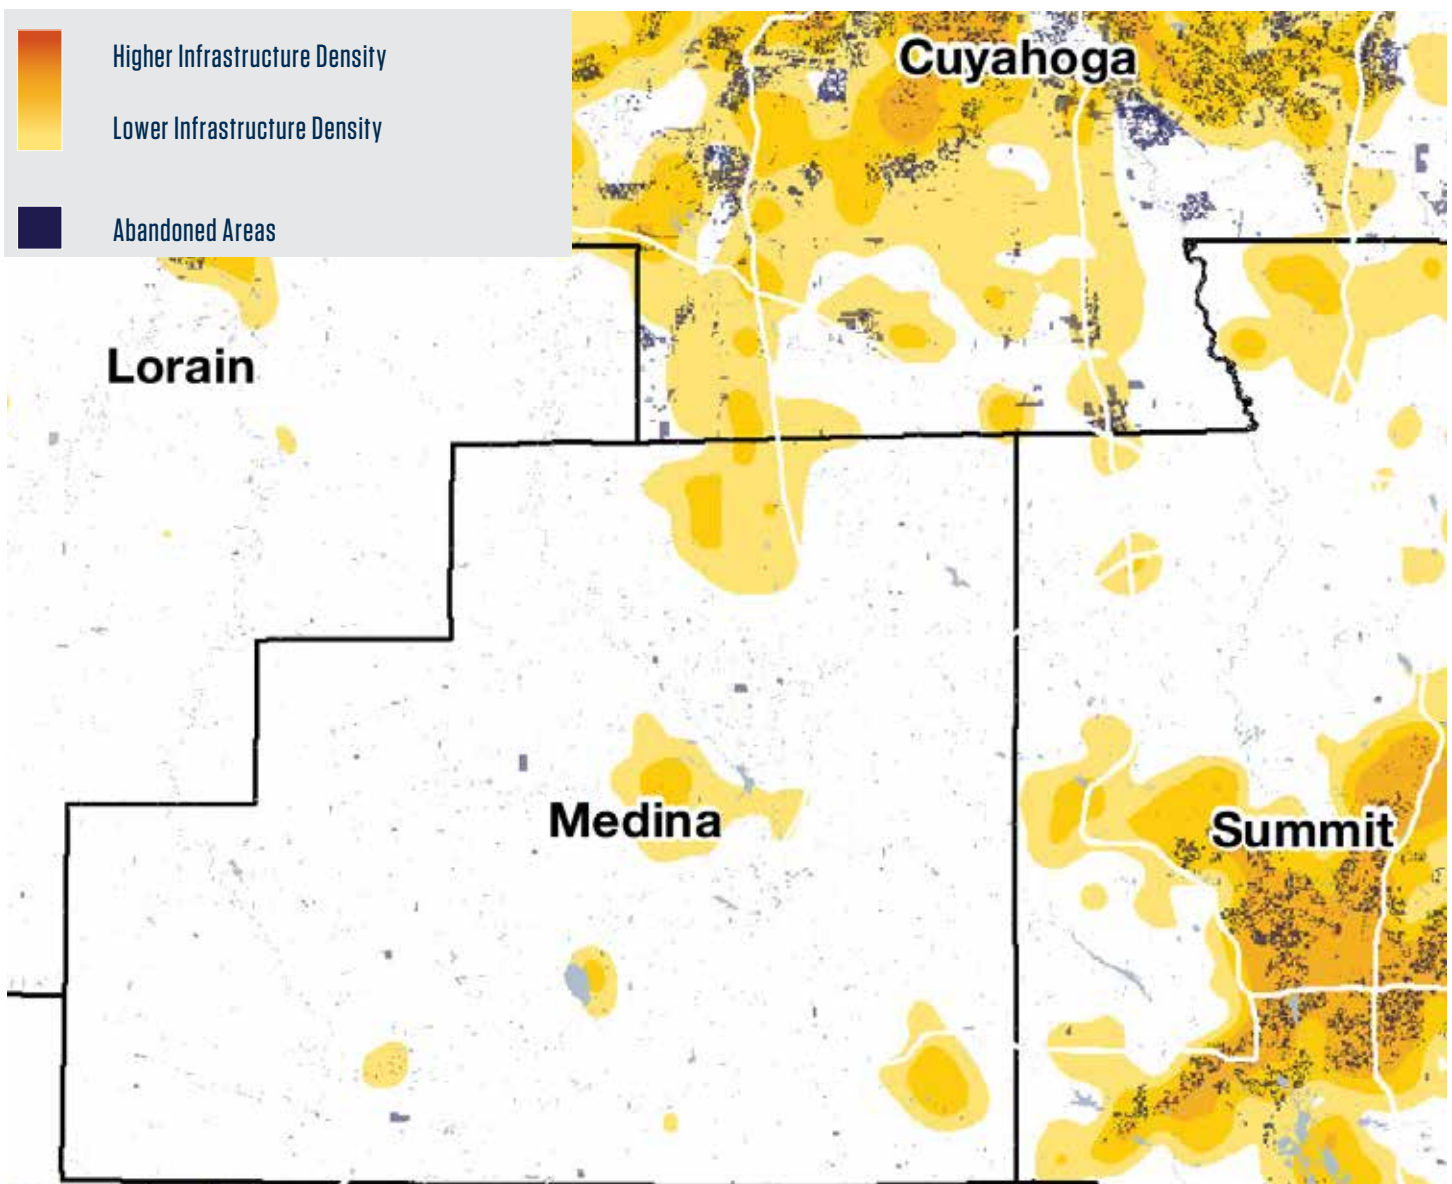 Higher Infrastructure Density
Lower Infrastructure Density
Abandoned Areas
Cuyahoga
Lorain
Medina
Summit